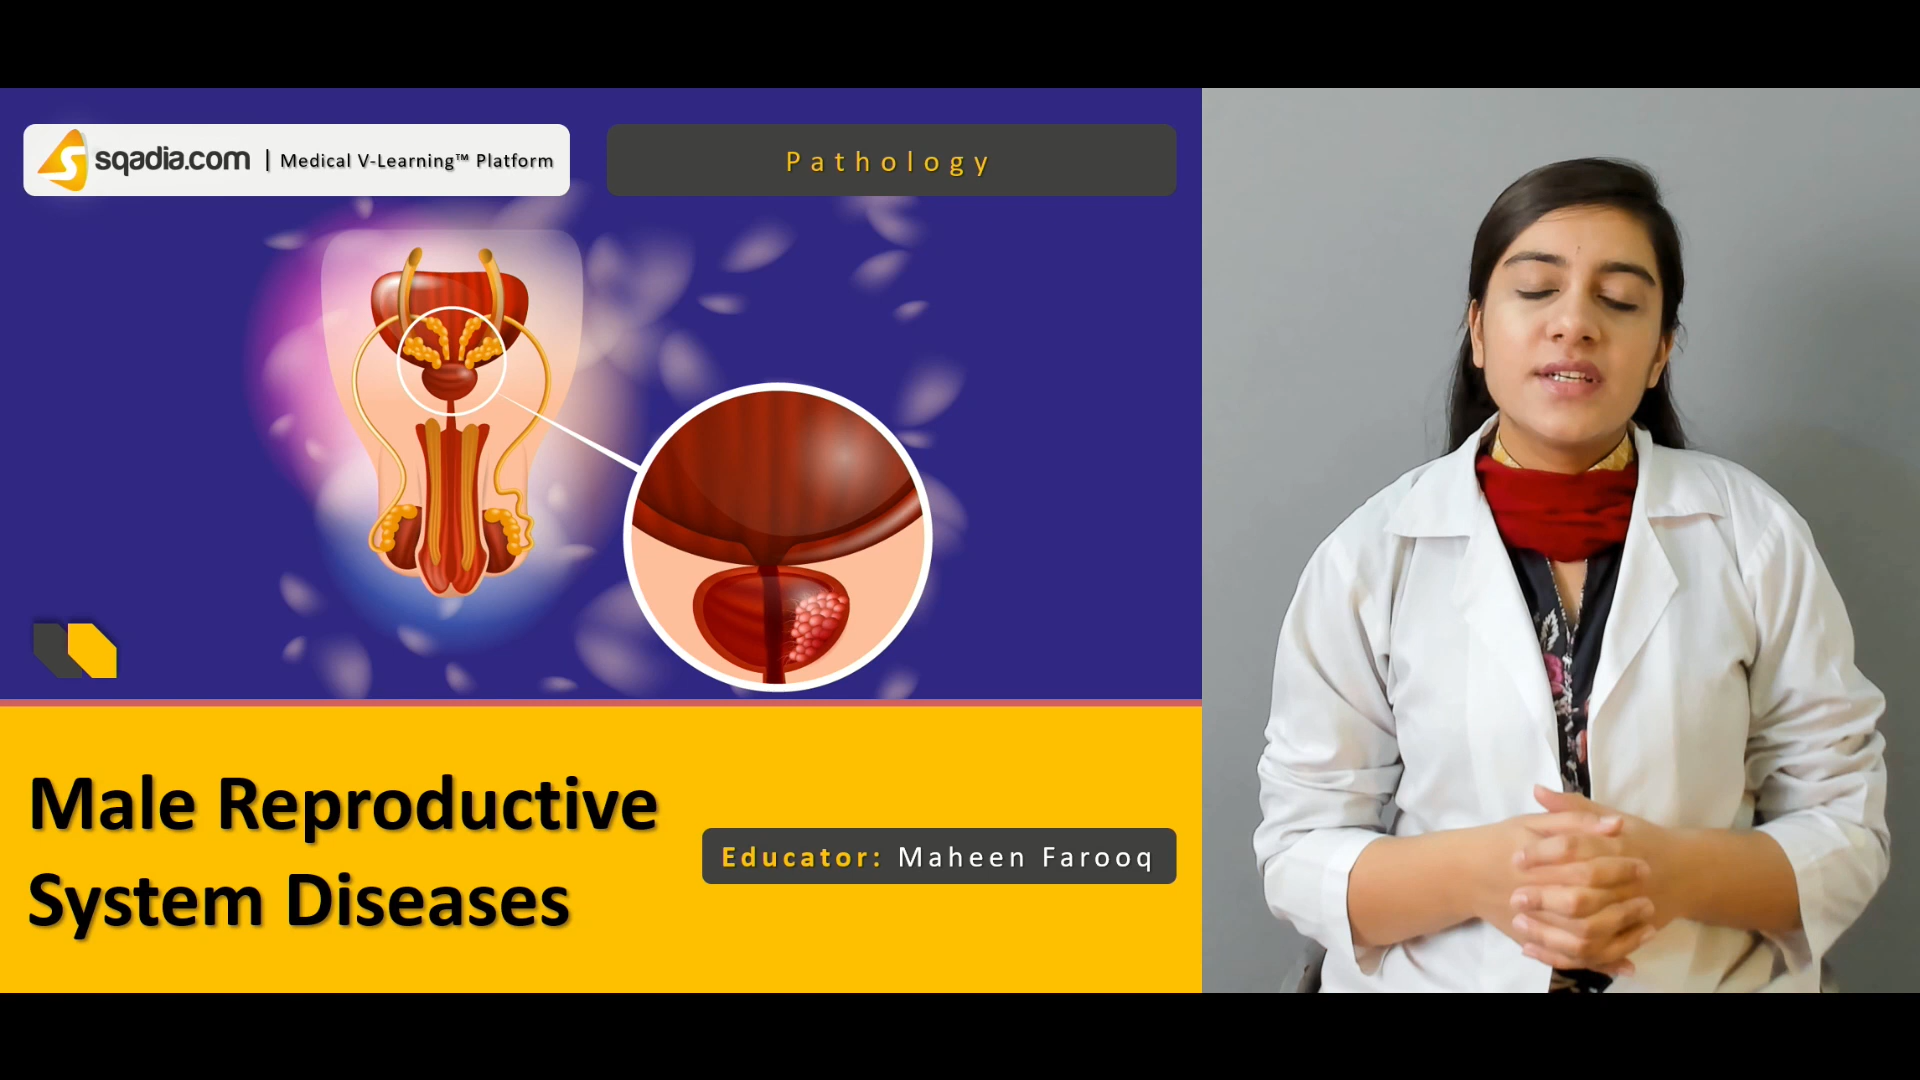 sqadia.com | Medical V-Learning™ Platform
Pathology
Male Reproductive
System Diseases
Educator: Maheen Farooq